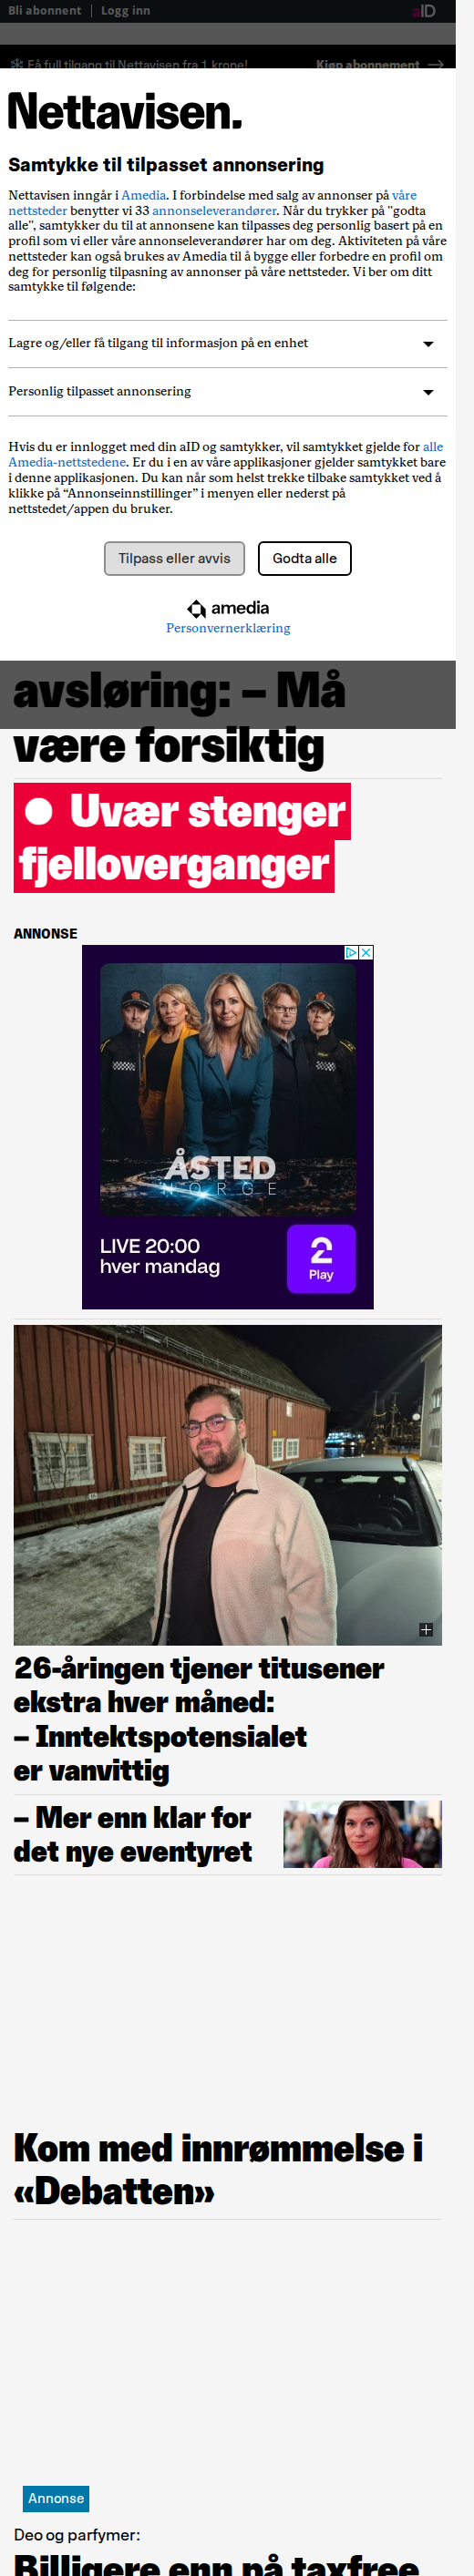 Bli abonnent | Logg inn
aID
Få full tilgang til Nettavisen fra 1 krone!
Kjøp abonnement →
Nettavisen.
Samtykke til tilpasset annonsering
Nettavisen inngår i Amedia. I forbindelse med salg av annonser på våre
nettsteder benytter vi 33 annonseleverandører. Når du trykker på "godta
alle", samtykker du til at annonsene kan tilpasses deg personlig basert på en
profil som vi eller våre annonseleverandører har om deg. Aktiviteten på våre
nettsteder kan også brukes av Amedia til å bygge eller forbedre en profil om
deg for personlig tilpasning av annonser på våre nettsteder. Vi ber om ditt
samtykke til følgende:
Lagre og/eller få tilgang til informasjon på en enhet
Personlig tilpasset annonsering
Hvis du er innlogget med din aID og samtykker, vil samtykket gjelde for alle
Amedia-nettstedene. Er du i en av våre applikasjoner gjelder samtykket bare
i denne applikasjonen. Du kan når som helst trekke tilbake samtykket ved å
klikke på “Annonseinnstillinger” i menyen eller nederst på
nettstedet/appen du bruker.
Tilpass eller avvis
Godta alle
amedia
Personvernerklæring
avsløring: – Må
være forsiktig
● Uvær stenger
fjelloverganger
ANNONSE
ÅSTED
NORGE
LIVE 20:00
hver mandag
2
Play
26-åringen tjener titusener
ekstra hver måned:
– Inntektspotensialet
er vanvittig
– Mer enn klar for
det nye eventyret
Kom med innrømmelse i
«Debatten»
Annonse
Deo og parfymer:
Billigere enn på taxfree